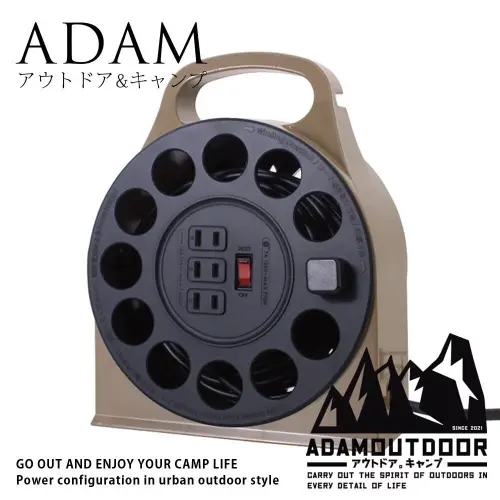 ADAM
アウトドア&キャンプ
RESET
OFF
SINCE 2021
ADAMOUTDOOR
アウトドア。キャンプ
CARRY OUT THE SPIRIT OF OUTDOORS IN
EVERY DETAIL OF LIFE
GO OUT AND ENJOY YOUR CAMP LIFE
Power configuration in urban outdoor style